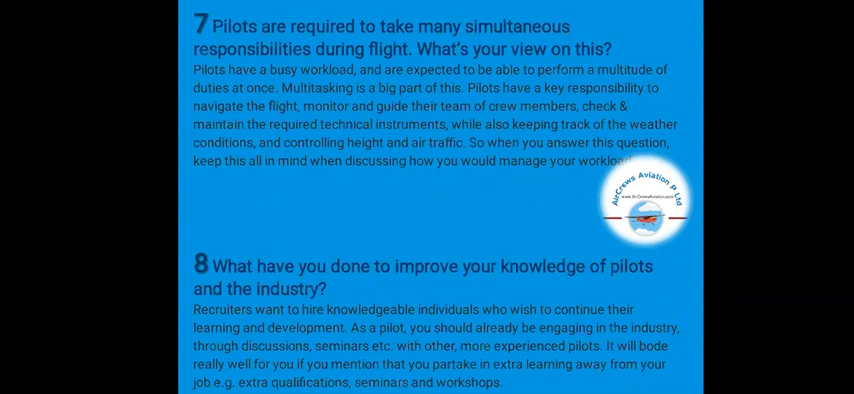 7 Pilots are required to take many simultaneous
responsibilities during flight. What's your view on this?
Pilots have a busy workload, and are expected to be able to perform a multitude of
duties at once. Multitasking is a big part of this. Pilots have a key responsibility to
navigate the flight, monitor and guide their team of crew members, check &
maintain the required technical instruments, while also keeping track of the weather
conditions, and controlling height and air traffic. So when you answer this question,
keep this all in mind when discussing how you would manage your workload
AirCrews Aviation P Ltd
www.AirCrewsAviation.com
8 What have you done to improve your knowledge of pilots
and the industry?
Recruiters want to hire knowledgeable individuals who wish to continue their
learning and development. As a pilot, you should already be engaging in the industry,
through discussions, seminars etc. with other, more experienced pilots. It will bode
really well for you if you mention that you partake in extra learning away from your
job e.g. extra qualifications, seminars and workshops.